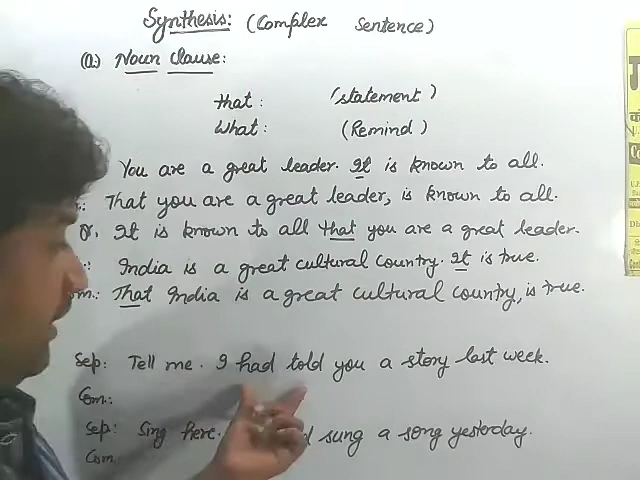 Synthesis: (Complex Sentence)
(a.) Noun Clause:
that: (statement)
What: (Remind)
You are a great leader. It is known to all.
That you are a great leader, is known to all.
Or, It is known to all that you are a great leader.
India is a great cultural country. It is true.
m.: That India is a great cultural country, is true.
Sep: Tell me. I had told you a story last week.
Com:
Sep: Sing here. d sung a song yesterday.
Com: